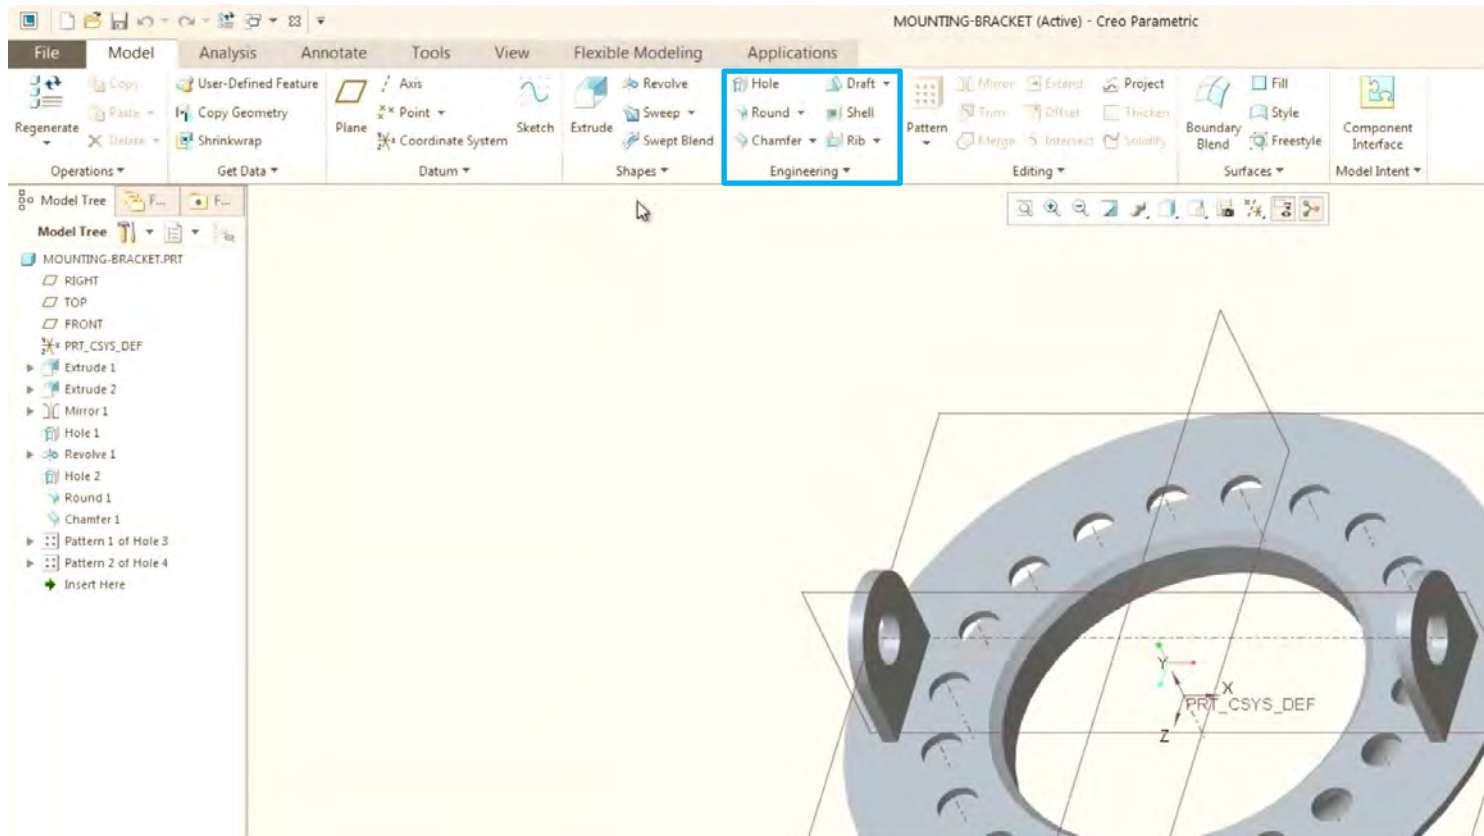 MOUNTING-BRACKET (Active) - Creo Parametric
File Model Analysis Annotate Tools View Flexible Modeling Applications
Regenerate
Copy
Paste
Delete
Operations
User-Defined Feature
Copy Geometry
Shrinkwrap
Get Data
Plane
Axis
Point
Coordinate System
Sketch
Datum
Extrude
Revolve
Sweep
Swept Blend
Shapes
Hole
Round
Chamfer
Draft
Shell
Rib
Engineering
Pattern
Mirror
Trim
Merge
Extend
Offset
Intersect
Project
Thicken
Solidify
Editing
Boundary
Blend
Fill
Style
Freestyle
Surfaces
Component
Interface
Model Intent
Model Tree F... F...
Model Tree
MOUNTING-BRACKET.PRT
RIGHT
TOP
FRONT
PRT_CSYS_DEF
Extrude 1
Extrude 2
Mirror 1
Hole 1
Revolve 1
Hole 2
Round 1
Chamfer 1
Pattern 1 of Hole 3
Pattern 2 of Hole 4
Insert Here
Y
X
PRT_CSYS_DEF
Z